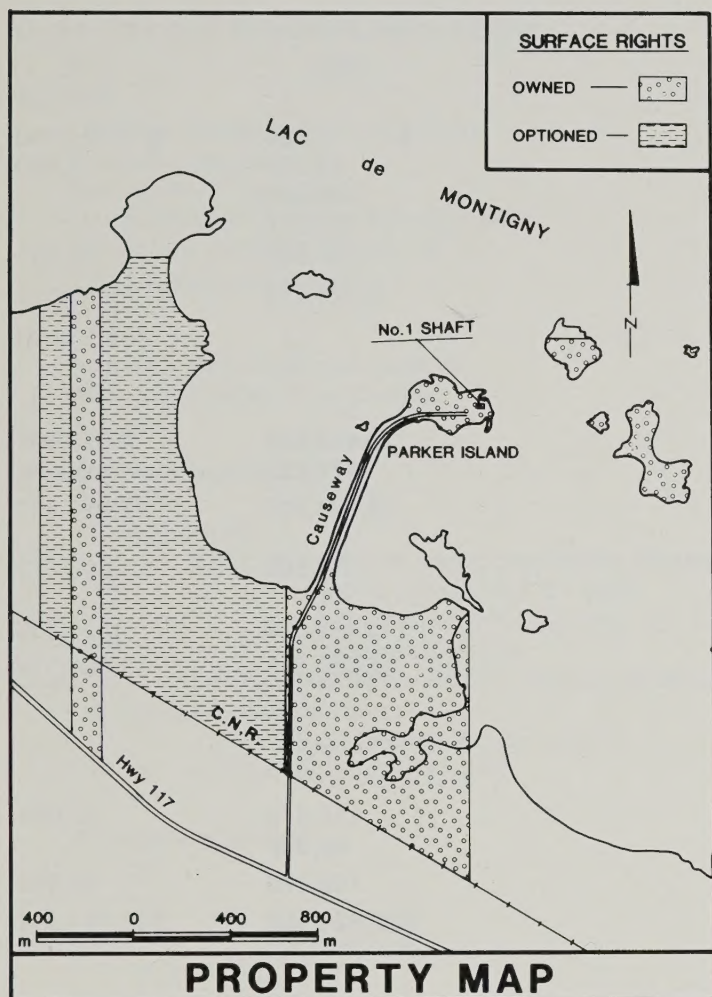 SURFACE RIGHTS
OWNED
OPTIONED
LAC de MONTIGNY
N
No.1 SHAFT
PARKER ISLAND
Causeway
C.N.R.
Hwy 117
400 0 400 800
m m
PROPERTY MAP